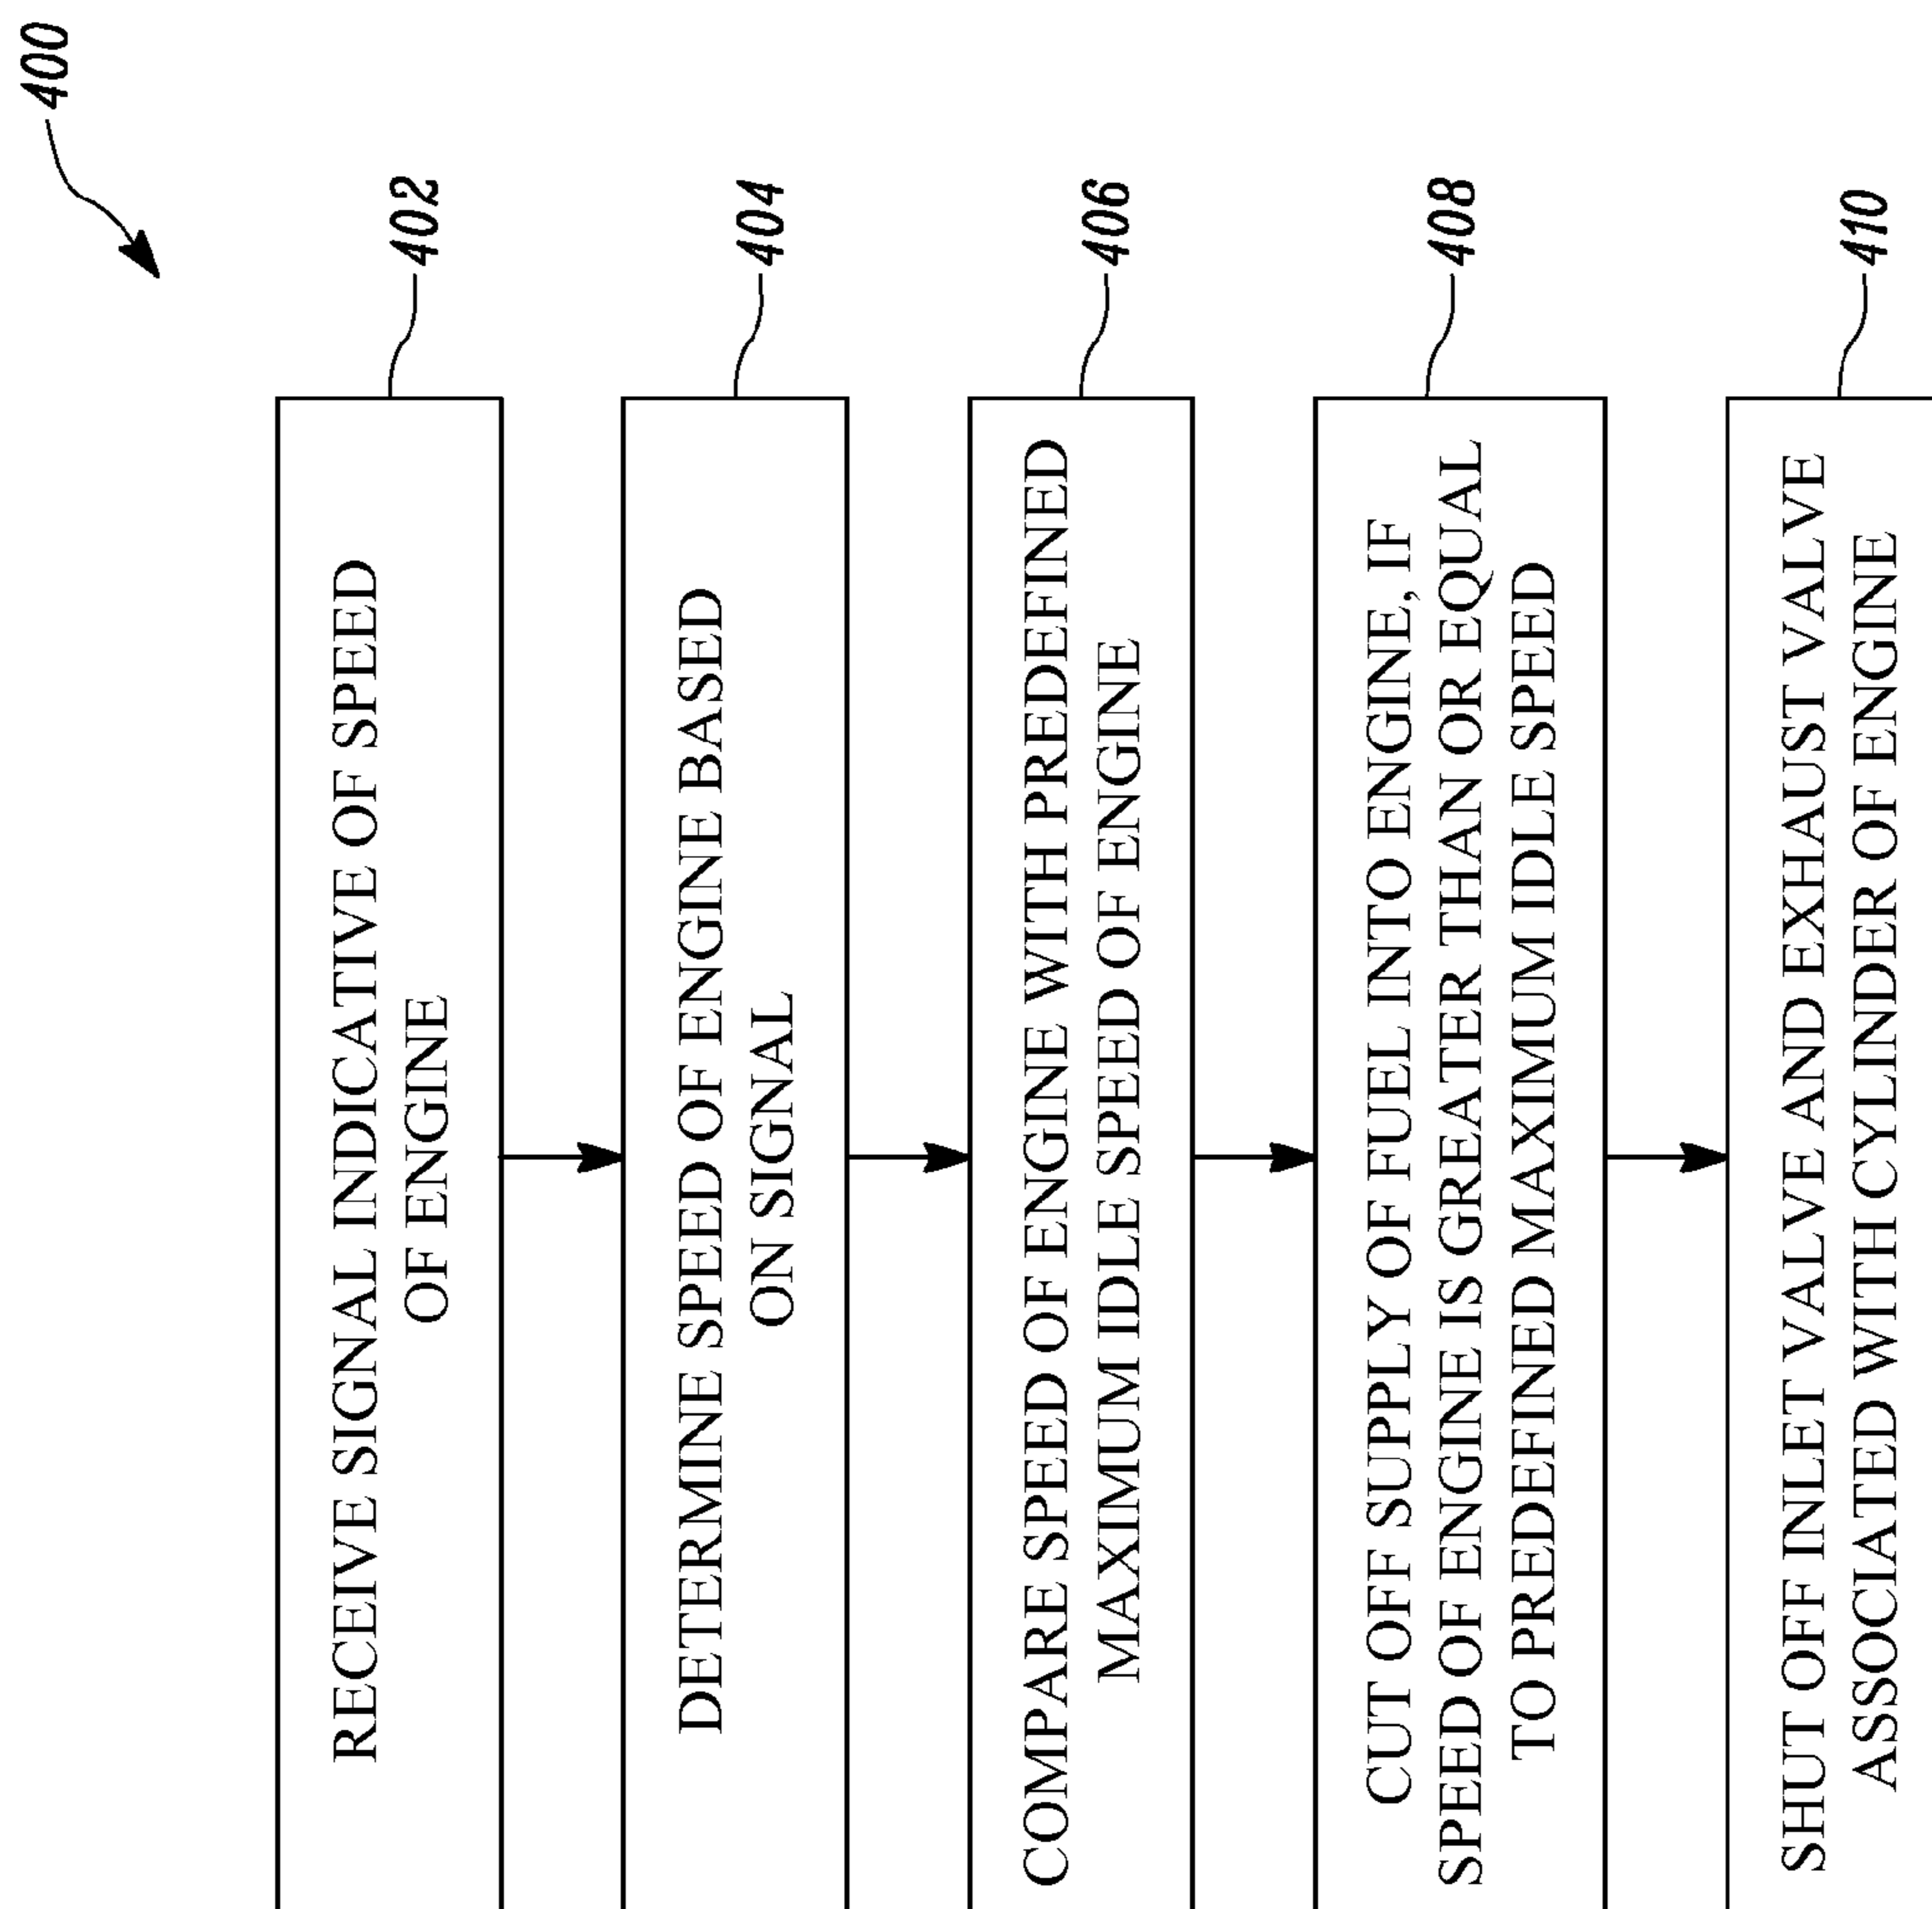 400
402
RECEIVE SIGNAL INDICATIVE OF SPEED
OF ENGINE
404
DETERMINE SPEED OF ENGINE BASED
ON SIGNAL
406
COMPARE SPEED OF ENGINE WITH PREDEFINED
MAXIMUM IDLE SPEED OF ENGINE
408
CUT OFF SUPPLY OF FUEL INTO ENGINE, IF
SPEED OF ENGINE IS GREATER THAN OR EQUAL
TO PREDEFINED MAXIMUM IDLE SPEED
410
SHUT OFF INLET VALVE AND EXHAUST VALVE
ASSOCIATED WITH CYLINDER OF ENGINE